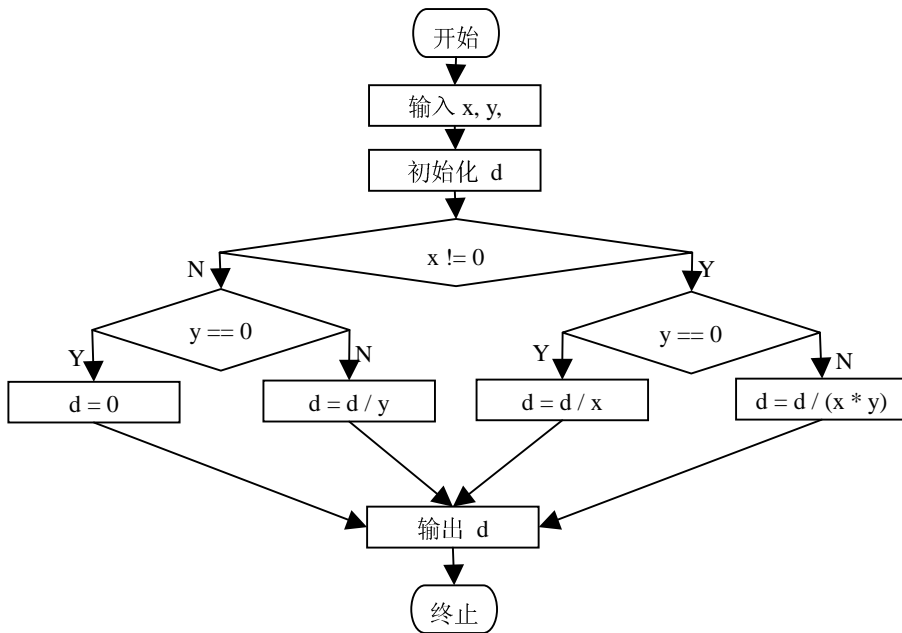 开始
输入 x, y,
初始化 d
x != 0
N
Y
y == 0
y == 0
Y
N
Y
N
d = 0
d = d / y
d = d / x
d = d / (x * y)
输出 d
终止